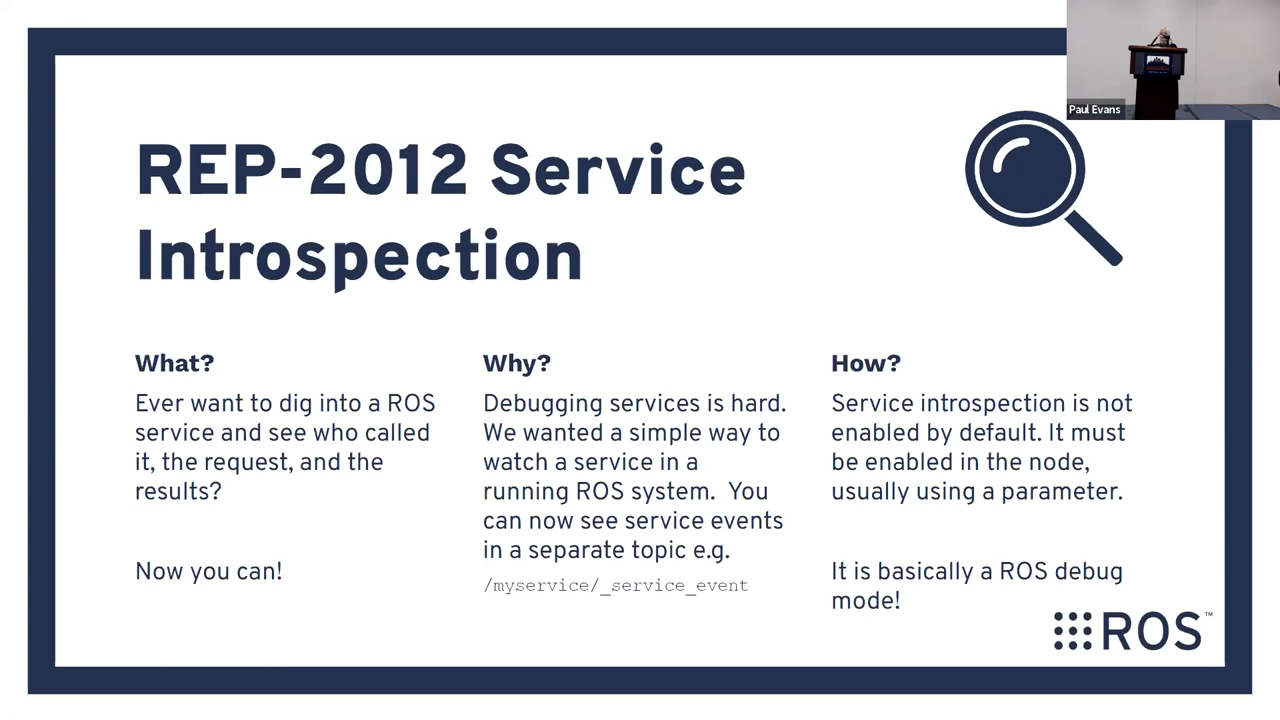 Paul Evans
REP-2012 Service
Introspection
What?
Ever want to dig into a ROS
service and see who called
it, the request, and the
results?
Now you can!
Why?
Debugging services is hard.
We wanted a simple way to
watch a service in a
running ROS system.  You
can now see service events
in a separate topic e.g.
/myservice/_service_event
How?
Service introspection is not
enabled by default. It must
be enabled in the node,
usually using a parameter.
It is basically a ROS debug
mode!
ROS™